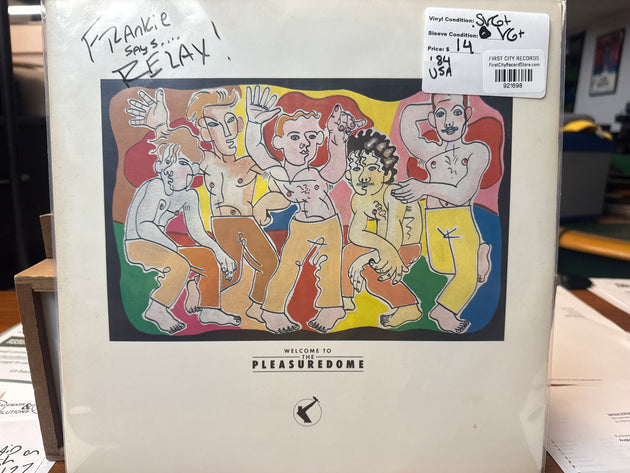 FRankie
says....
RELAX!
Vinyl Condition: SVG+
Sleeve Condition: VG+
Price: $ 14
'84
USA
FIRST CITY RECORDS
FirstCityRecordStore.com
921698
WELCOME TO
THE
PLEASUREDOME